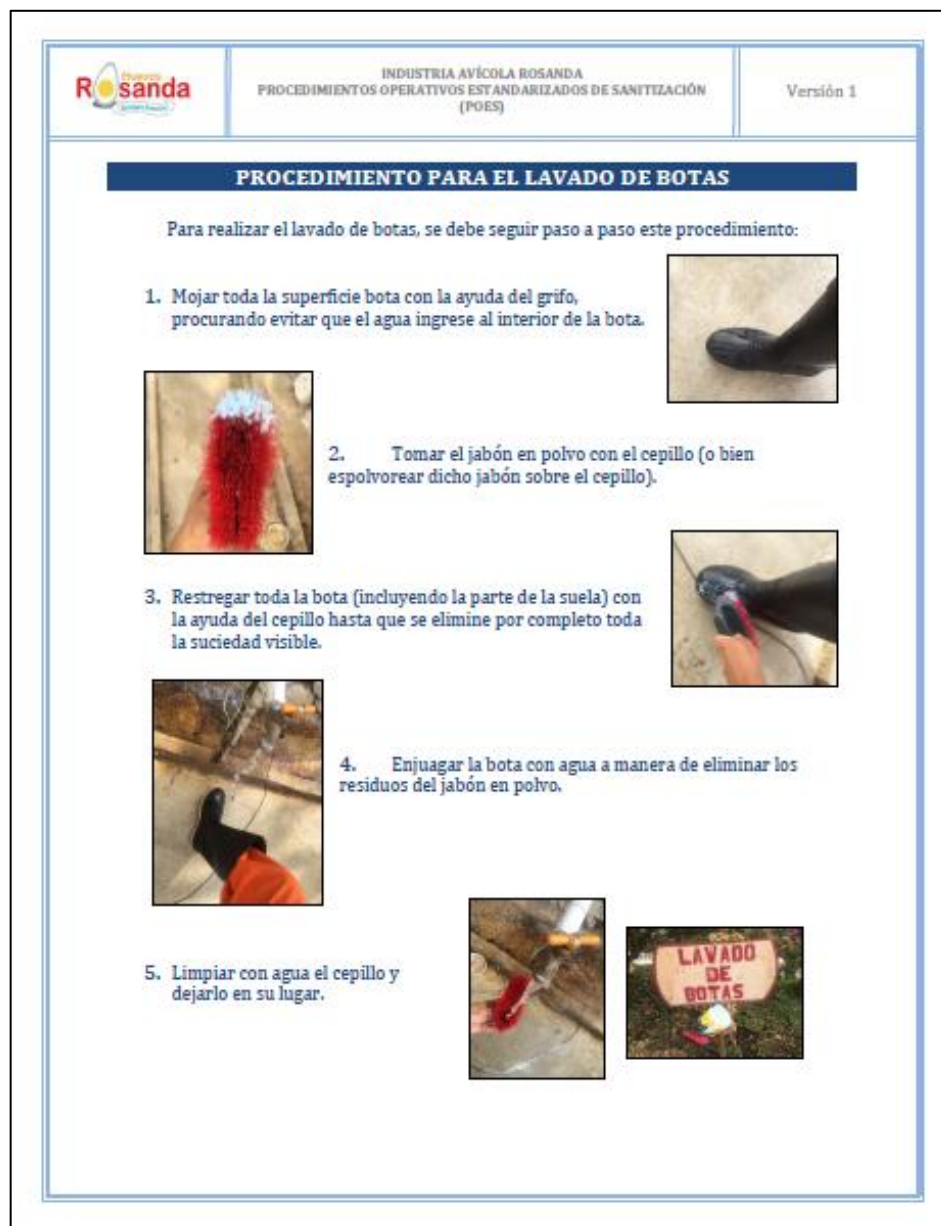 Huevos
Rosanda
INDUSTRIA AVÍCOLA ROSANDA
PROCEDIMIENTOS OPERATIVOS ESTANDARIZADOS DE SANITIZACIÓN
(POES)
Versión 1
PROCEDIMIENTO PARA EL LAVADO DE BOTAS
Para realizar el lavado de botas, se debe seguir paso a paso este procedimiento:
1. Mojar toda la superficie bota con la ayuda del grifo,
procurando evitar que el agua ingrese al interior de la bota.
2. Tomar el jabón en polvo con el cepillo (o bien
espolvorear dicho jabón sobre el cepillo).
3. Restregar toda la bota (incluyendo la parte de la suela) con
la ayuda del cepillo hasta que se elimine por completo toda
la suciedad visible.
4. Enjuagar la bota con agua a manera de eliminar los
residuos del jabón en polvo.
5. Limpiar con agua el cepillo y
dejarlo en su lugar.
LAVADO
DE
BOTAS